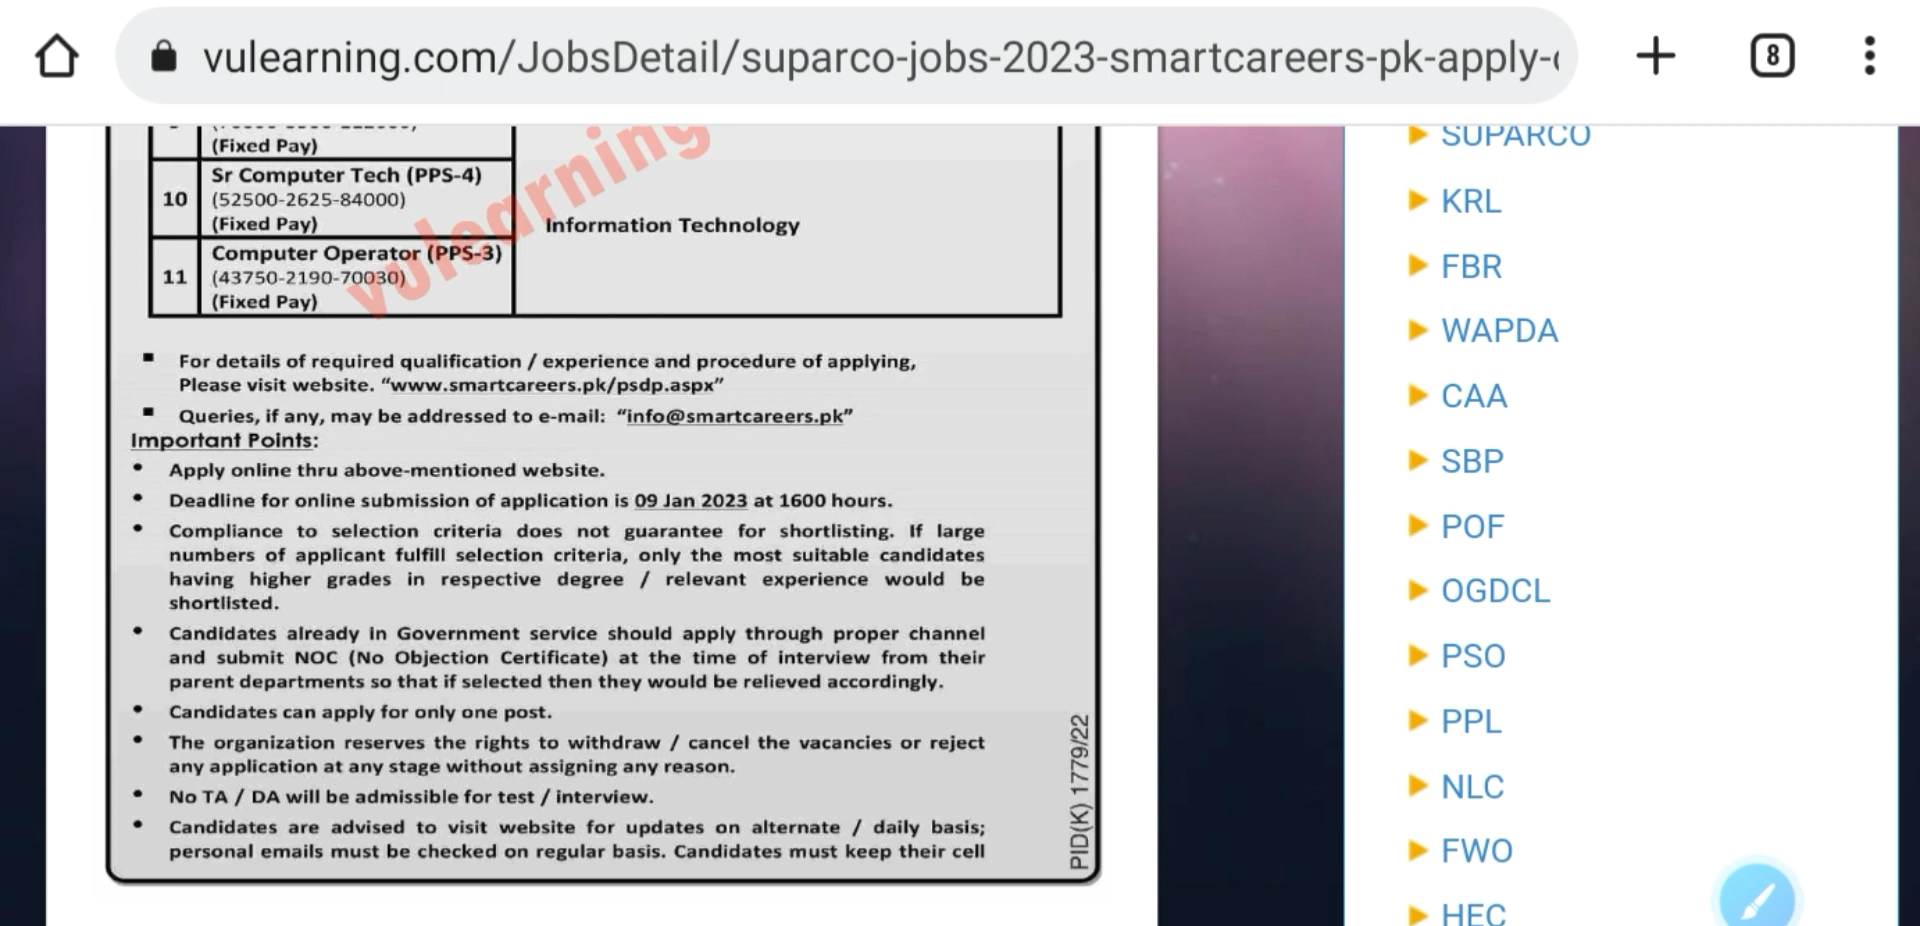 vulearning.com/JobsDetail/suparco-jobs-2023-smartcareers-pk-apply-
8
(Fixed Pay)
10
Sr Computer Tech (PPS-4)
(52500-2625-84000)
(Fixed Pay)
Information Technology
11
Computer Operator (PPS-3)
(43750-2190-70030)
(Fixed Pay)
vulearning
▪ For details of required qualification / experience and procedure of applying,
Please visit website. “www.smartcareers.pk/psdp.aspx”
▪ Queries, if any, may be addressed to e-mail: “info@smartcareers.pk”
Important Points:
• Apply online thru above-mentioned website.
• Deadline for online submission of application is 09 Jan 2023 at 1600 hours.
• Compliance to selection criteria does not guarantee for shortlisting. If large
numbers of applicant fulfill selection criteria, only the most suitable candidates
having higher grades in respective degree / relevant experience would be
shortlisted.
• Candidates already in Government service should apply through proper channel
and submit NOC (No Objection Certificate) at the time of interview from their
parent departments so that if selected then they would be relieved accordingly.
• Candidates can apply for only one post.
• The organization reserves the rights to withdraw / cancel the vacancies or reject
any application at any stage without assigning any reason.
• No TA / DA will be admissible for test / interview.
• Candidates are advised to visit website for updates on alternate / daily basis;
personal emails must be checked on regular basis. Candidates must keep their cell
PID(K) 1779/22
SUPARCO
KRL
FBR
WAPDA
CAA
SBP
POF
OGDCL
PSO
PPL
NLC
FWO
HEC